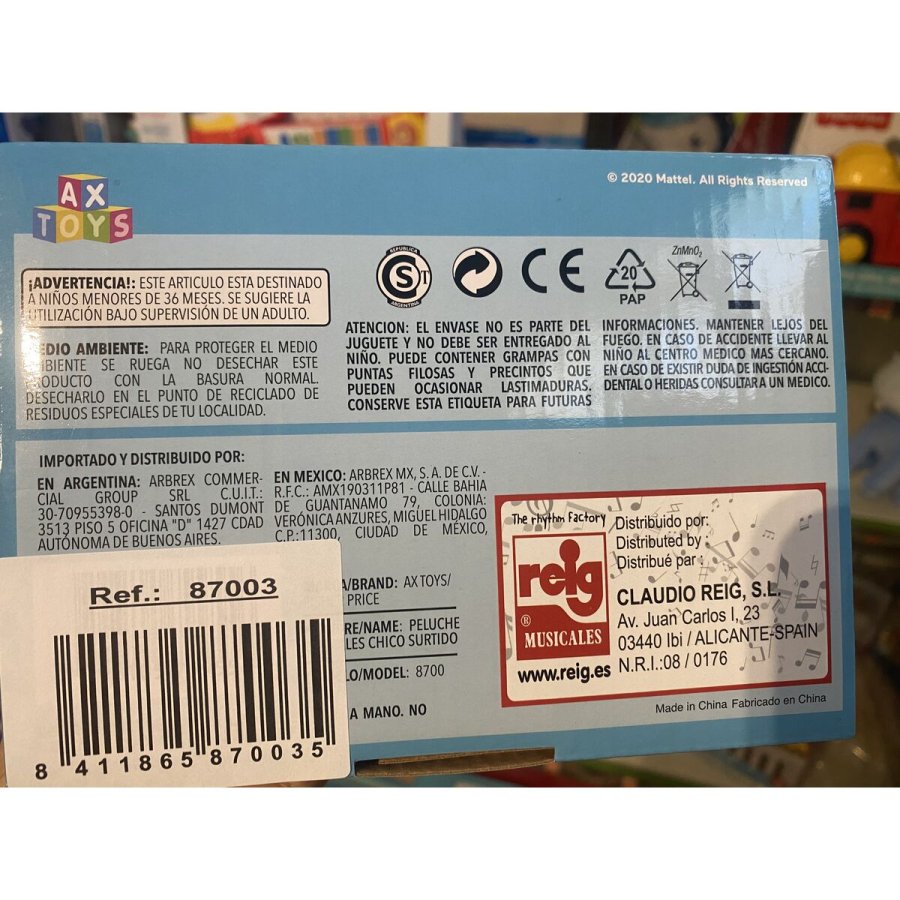 AX
TOYS
© 2020 Mattel. All Rights Reserved
¡ADVERTENCIA!: ESTE ARTICULO ESTA DESTINADO
A NIÑOS MENORES DE 36 MESES. SE SUGIERE LA
UTILIZACIÓN BAJO SUPERVISIÓN DE UN ADULTO.
EDIO AMBIENTE: PARA PROTEGER EL MEDIO
BIENTE SE RUEGA NO DESECHAR ESTE
PRODUCTO CON LA BASURA NORMAL.
DESECHARLO EN EL PUNTO DE RECICLADO DE
RESIDUOS ESPECIALES DE TU LOCALIDAD.
REPUBLICA
S T
ARGENTINA
CE
20
PAP
ZnMnO2
ATENCION: EL ENVASE NO ES PARTE DEL
JUGUETE Y NO DEBE SER ENTREGADO AL
NIÑO. PUEDE CONTENER GRAMPAS CON
PUNTAS FILOSAS Y PRECINTOS QUE
PUEDEN OCASIONAR LASTIMADURAS.
CONSERVE ESTA ETIQUETA PARA FUTURAS
INFORMACIONES. MANTENER LEJOS DEL
FUEGO. EN CASO DE ACCIDENTE LLEVAR AL
NIÑO AL CENTRO MEDICO MAS CERCANO.
EN CASO DE EXISTIR DUDA DE INGESTIÓN ACCI-
DENTAL O HERIDAS CONSULTAR A UN MEDICO.
IMPORTADO Y DISTRIBUIDO POR:
EN ARGENTINA: ARBREX COMMER-
CIAL GROUP SRL C.U.I.T.:
30-70955398-0 - SANTOS DUMONT
3513 PISO 5 OFICINA "D" 1427 CDAD
AUTÓNOMA DE BUENOS AIRES.
EN MEXICO: ARBREX MX, S.A. DE C.V. -
R.F.C.: AMX190311P81 - CALLE BAHIA
DE GUANTANAMO 79, COLONIA:
VERÓNICA ANZURES, MIGUEL HIDALGO
C.P.:11300, CIUDAD DE MÉXICO,
A/BRAND: AX TOYS/
PRICE
RE/NAME: PELUCHE
LES CHICO SURTIDO
LO/MODEL: 8700
A MANO. NO
Ref.: 87003
8 411865 870035
The rhythm factory
reig
®
MUSICALES
www.reig.es
Distribuido por:
Distributed by :
Distribué par :
CLAUDIO REIG, S.L.
Av. Juan Carlos I, 23
03440 Ibi / ALICANTE-SPAIN
N.R.I.:08 / 0176
Made in China Fabricado en China